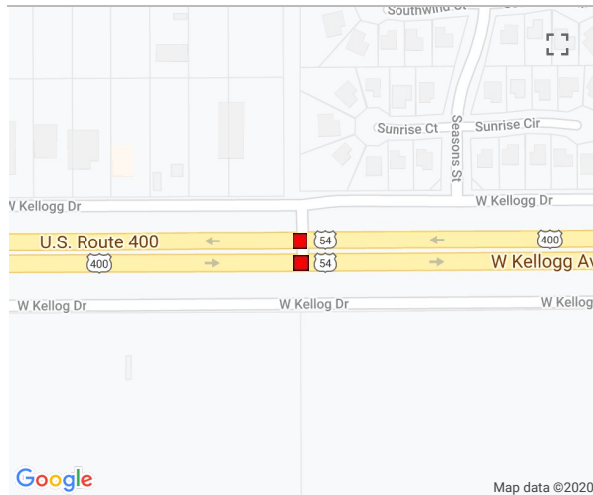 Southwind Ct
Sunrise Ct
Seasons St
Sunrise Cir
W Kellogg Dr
W Kellogg Dr
U.S. Route 400
54
400
400
54
W Kellogg Av
W Kellog Dr
W Kellog Dr
W Kellog
Google
Map data ©2020